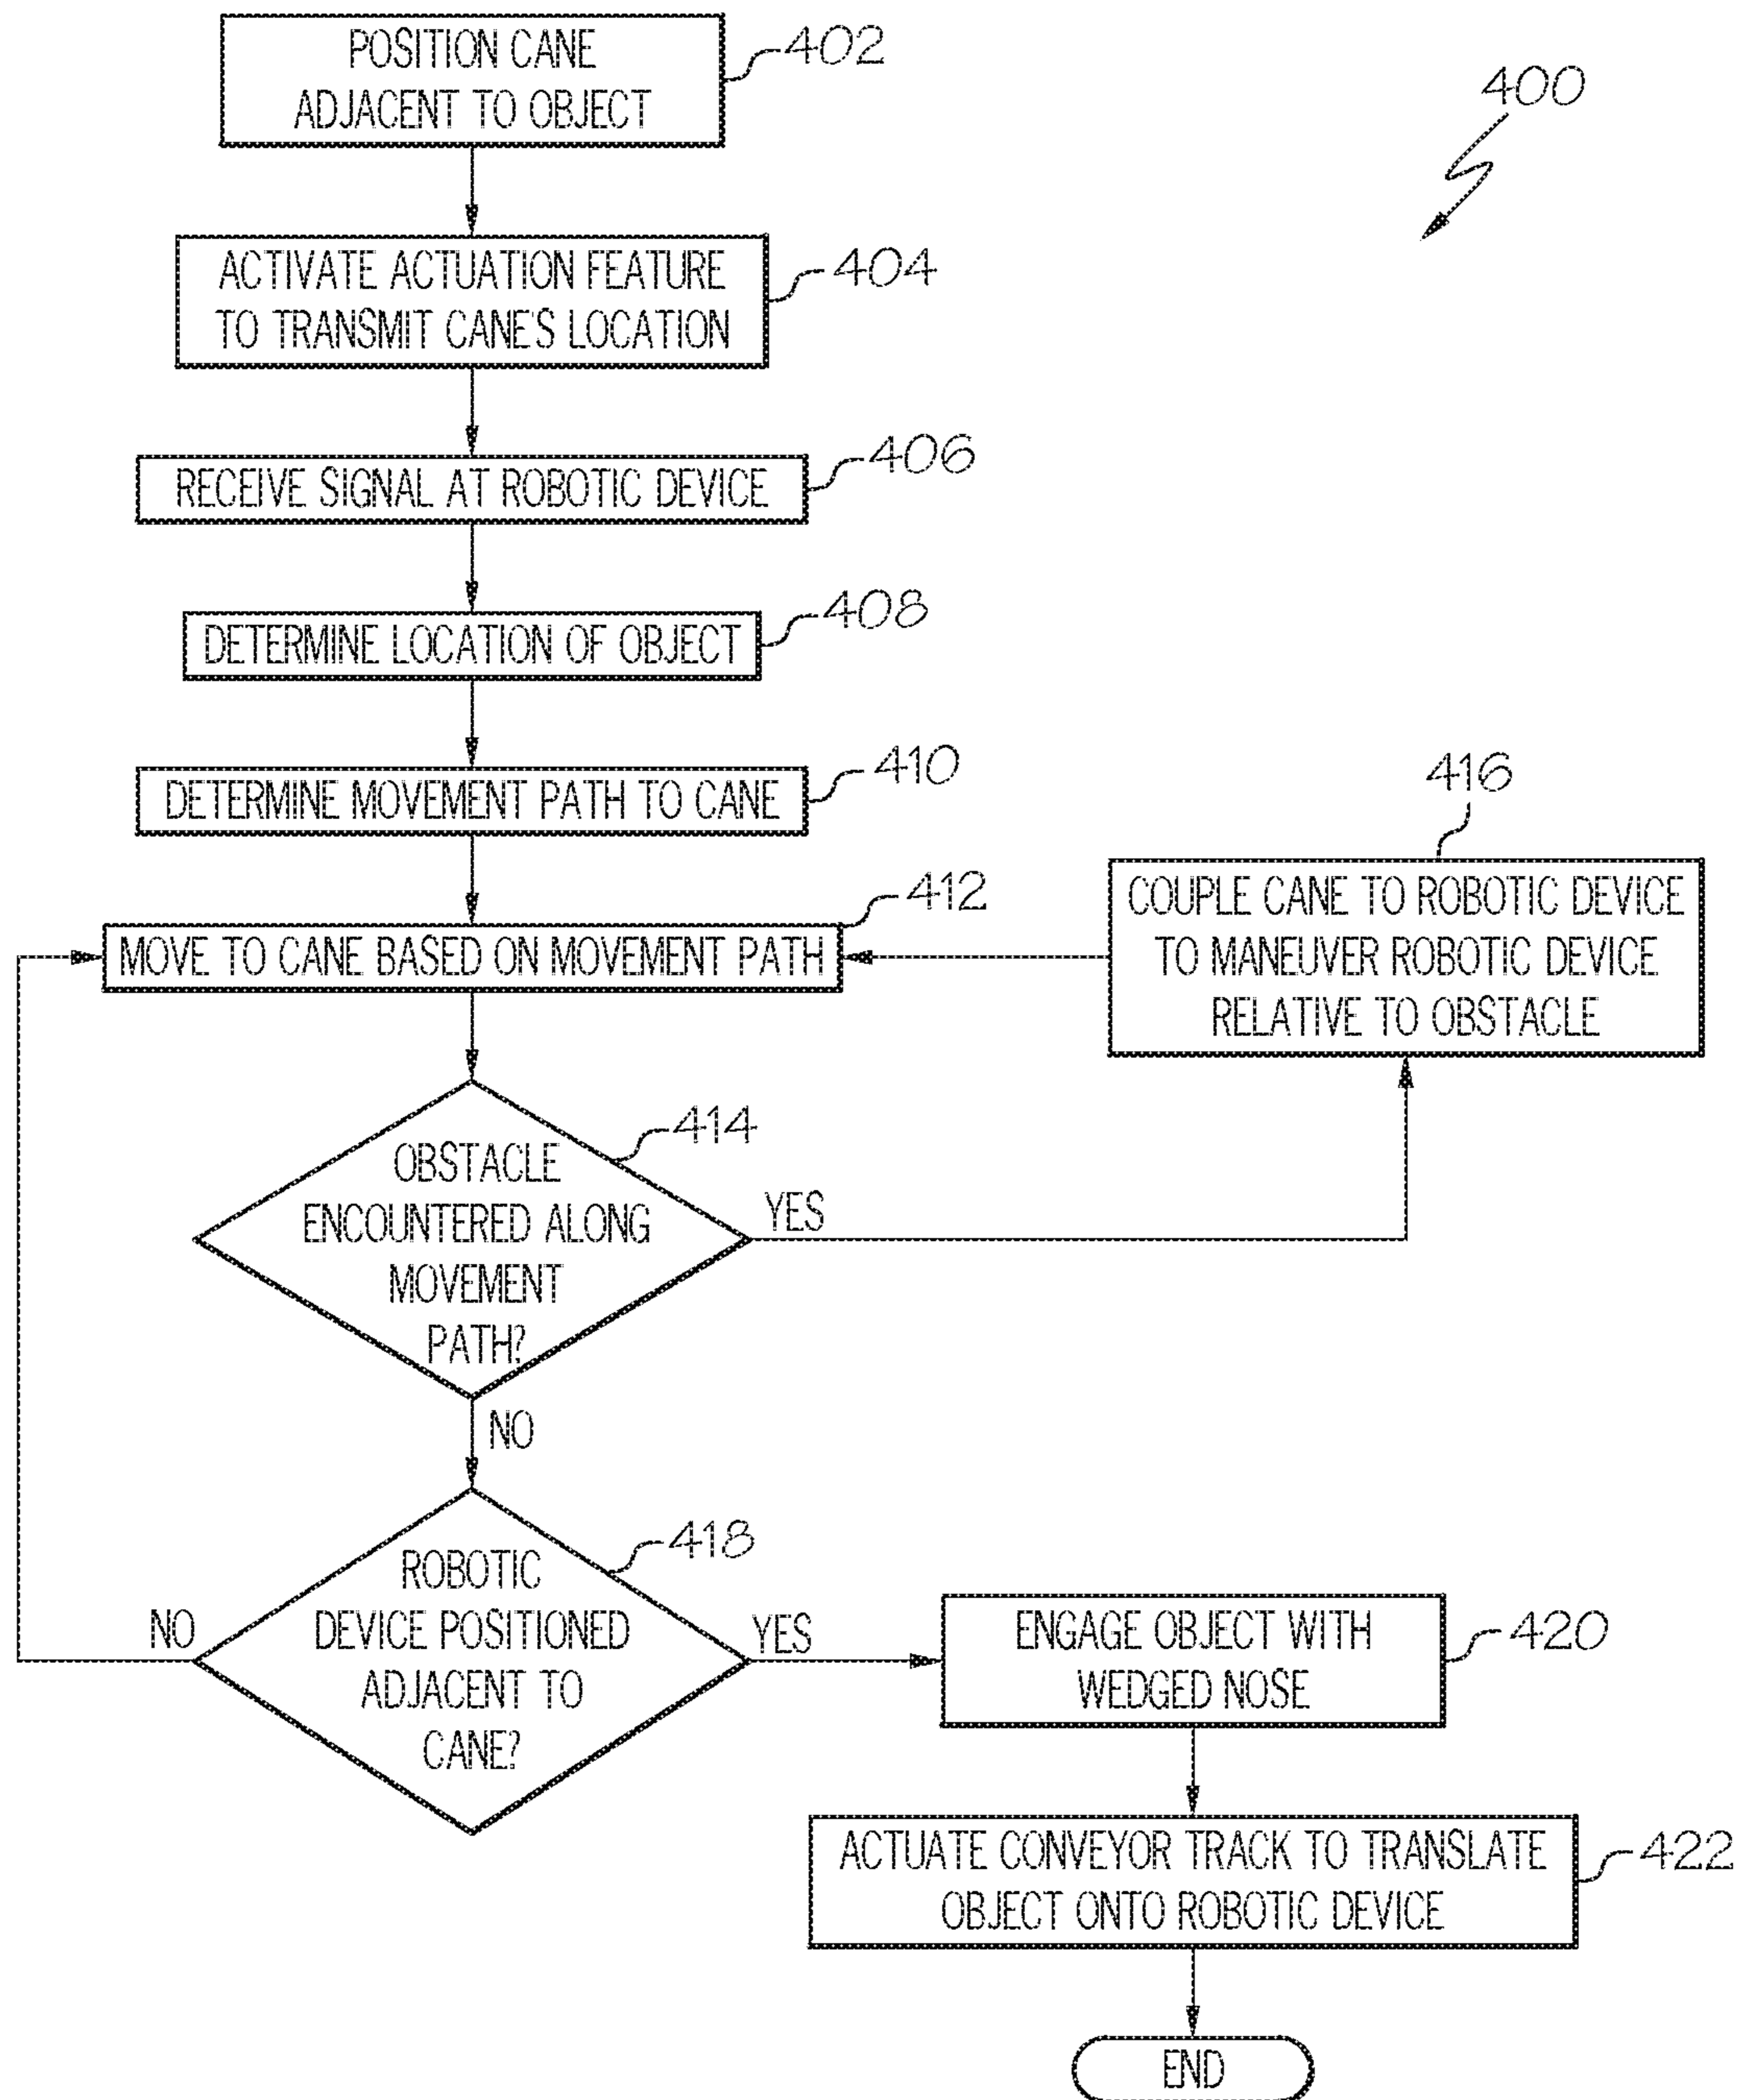 POSITION CANE
ADJACENT TO OBJECT
402
400
ACTIVATE ACTUATION FEATURE
TO TRANSMIT CANE'S LOCATION
404
RECEIVE SIGNAL AT ROBOTIC DEVICE
406
DETERMINE LOCATION OF OBJECT
408
DETERMINE MOVEMENT PATH TO CANE
410
MOVE TO CANE BASED ON MOVEMENT PATH
412
416
COUPLE CANE TO ROBOTIC DEVICE
TO MANEUVER ROBOTIC DEVICE
RELATIVE TO OBSTACLE
OBSTACLE
ENCOUNTERED ALONG
MOVEMENT
PATH?
414
YES
NO
ROBOTIC
DEVICE POSITIONED
ADJACENT TO
CANE?
418
NO
YES
ENGAGE OBJECT WITH
WEDGED NOSE
420
ACTUATE CONVEYOR TRACK TO TRANSLATE
OBJECT ONTO ROBOTIC DEVICE
422
END